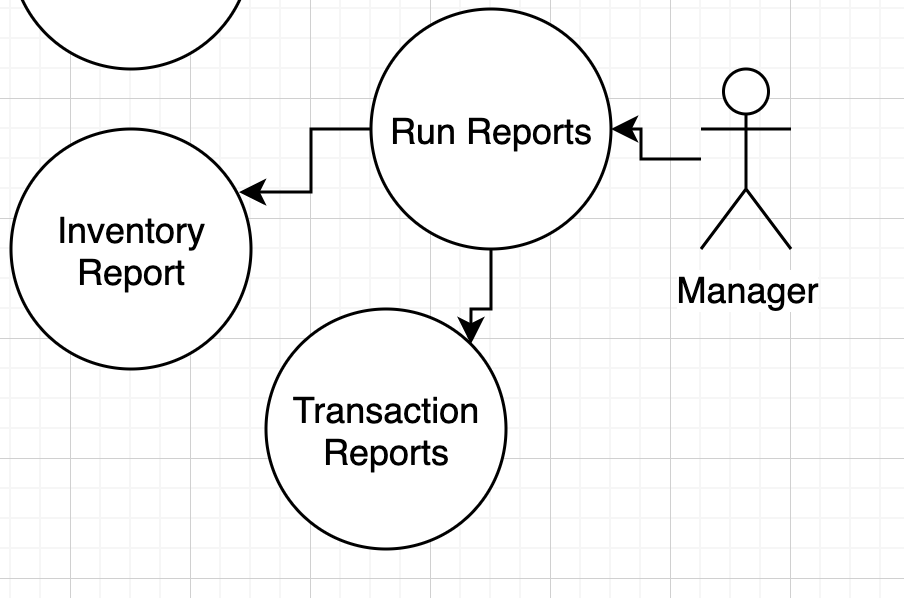 Run Reports
Inventory
Report
Manager
Transaction
Reports